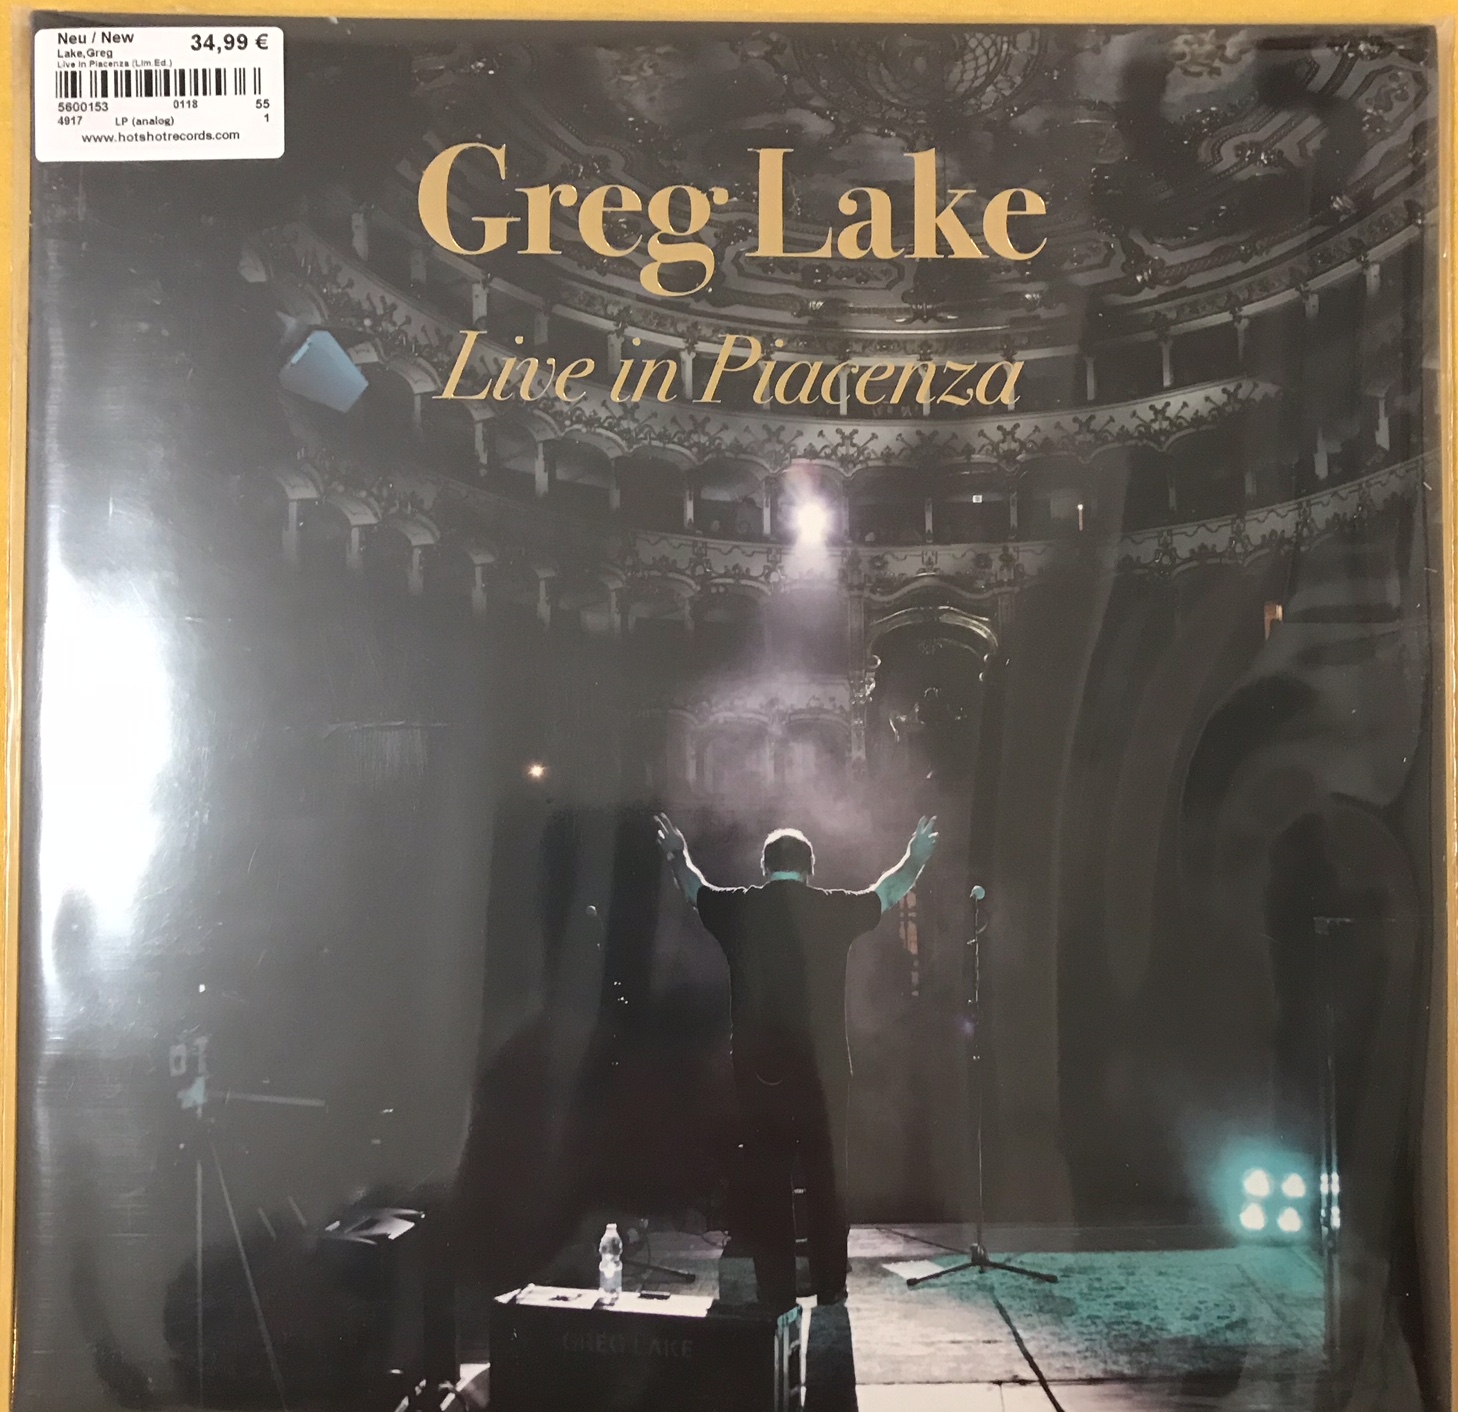 Neu / New 34,99 €
Lake,Greg
Live in Piacenza (Lim.Ed.)
5600153 0118 55
4917 LP (analog) 1
www.hotshotrecords.com
Greg Lake
Live in Piacenza
GREG LAKE